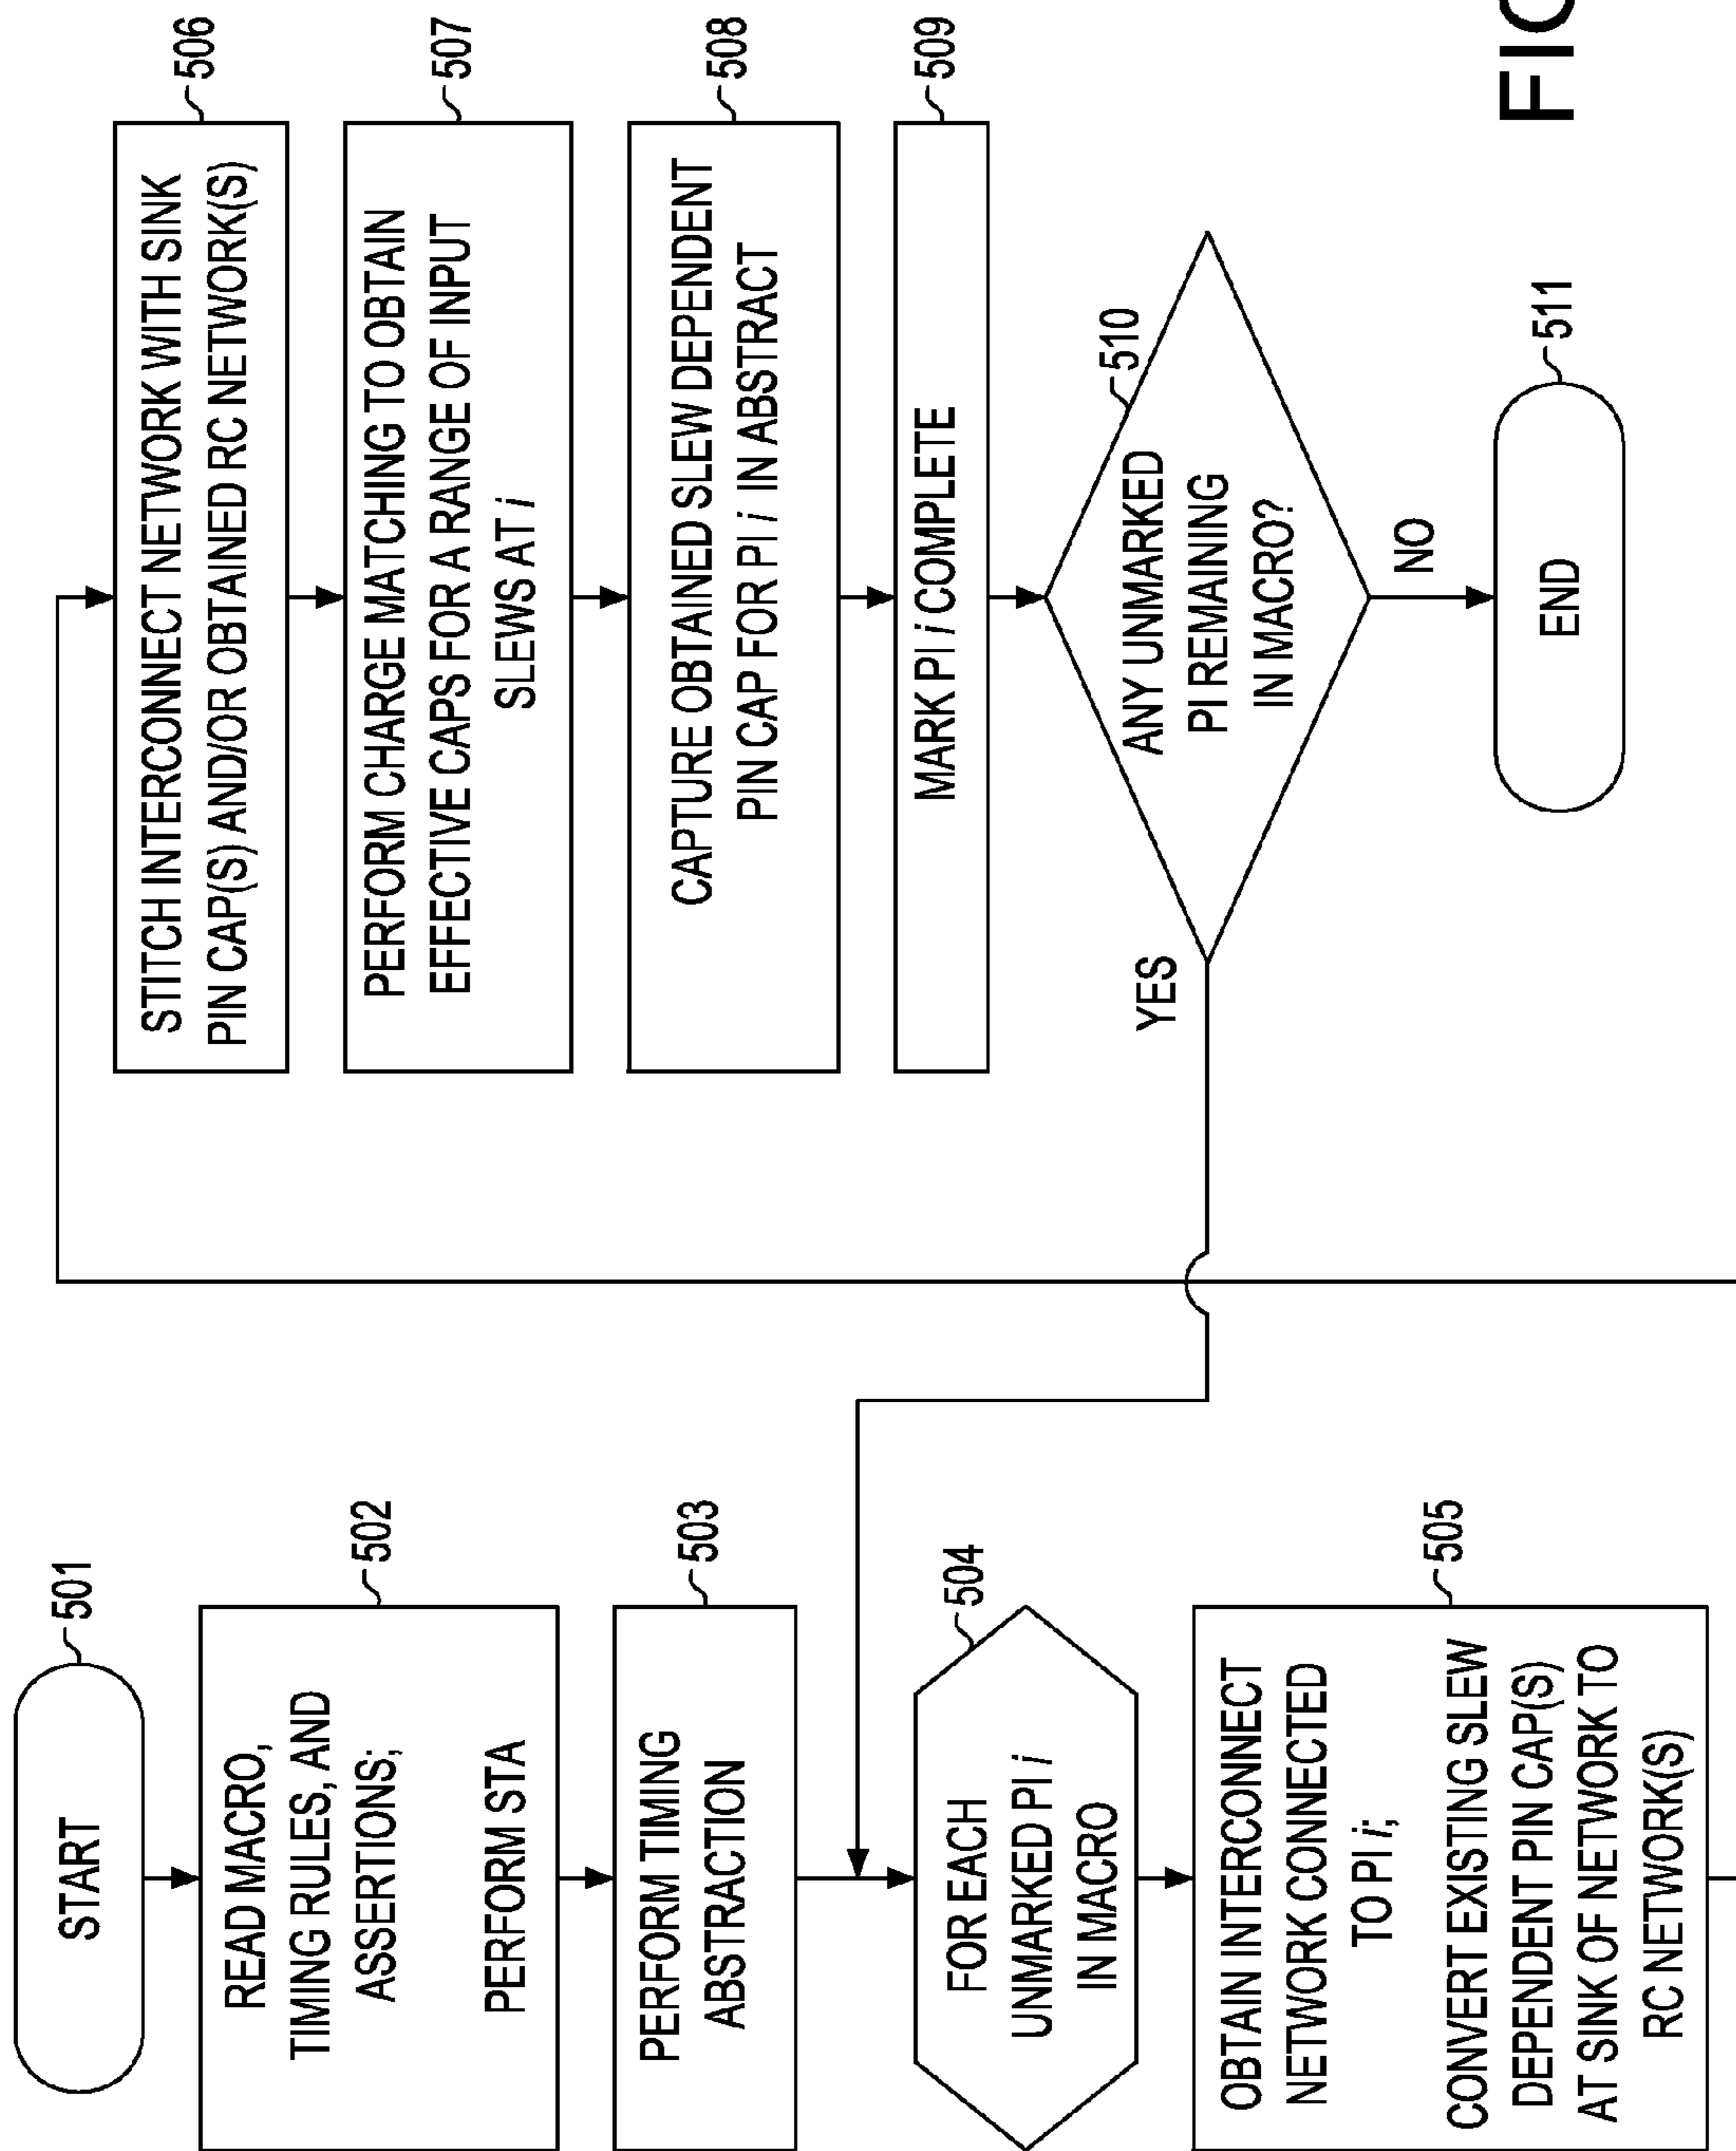 START
501
READ MACRO,
TIMING RULES, AND
ASSERTIONS;
PERFORM STA
502
PERFORM TIMING
ABSTRACTION
503
FOR EACH
UNMARKED PI i
IN MACRO
504
OBTAIN INTERCONNECT
NETWORK CONNECTED
TO PI i;
CONVERT EXISTING SLEW
DEPENDENT PIN CAP(S)
AT SINK OF NETWORK TO
RC NETWORK(S)
505
STITCH INTERCONNECT NETWORK WITH SINK
PIN CAP(S) AND/OR OBTAINED RC NETWORK(S)
506
PERFORM CHARGE MATCHING TO OBTAIN
EFFECTIVE CAPS FOR A RANGE OF INPUT
SLEWS AT i
507
CAPTURE OBTAINED SLEW DEPENDENT
PIN CAP FOR PI i IN ABSTRACT
508
MARK PI i COMPLETE
509
ANY UNMARKED
PI REMAINING
IN MACRO?
510
YES
NO
END
511